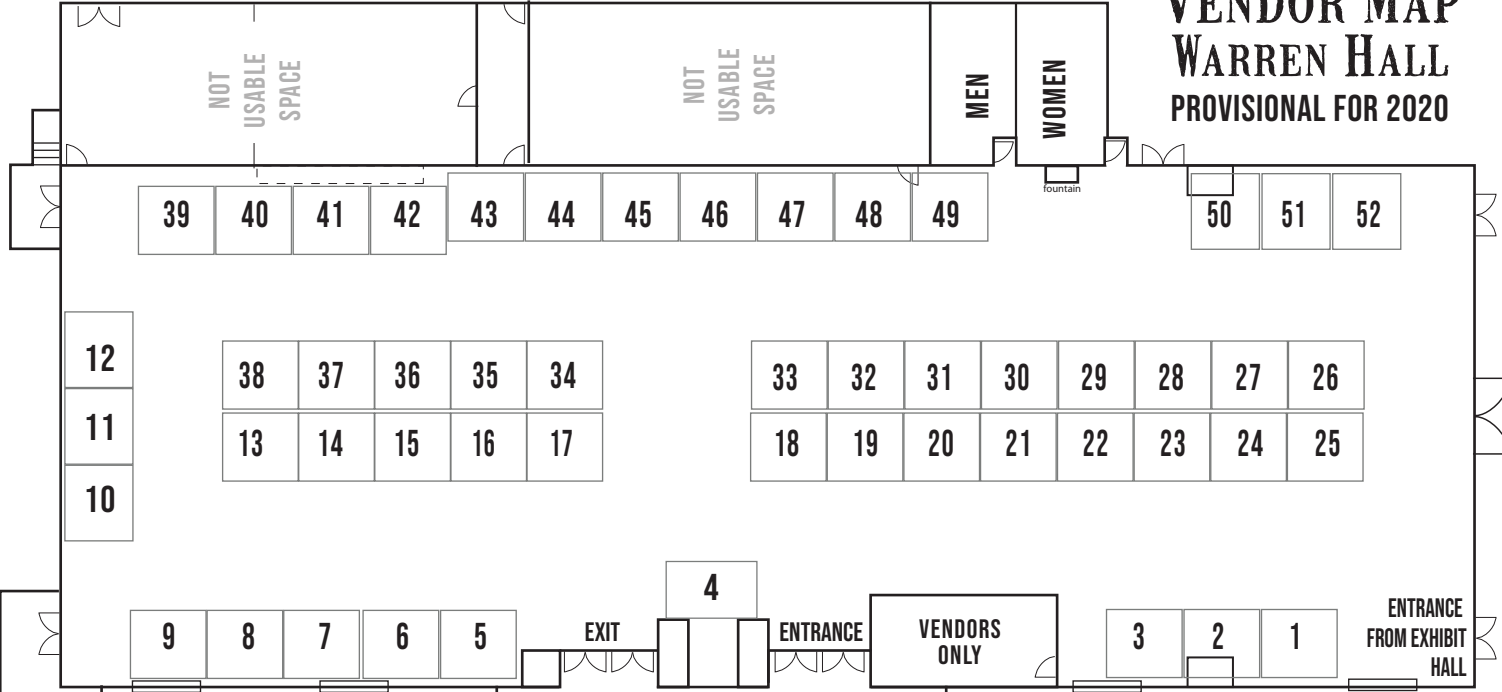 VENDOR MAP
WARREN HALL
PROVISIONAL FOR 2020
NOT
USABLE
SPACE
NOT
USABLE
SPACE
MEN
WOMEN
fountain
39 40 41 42 43 44 45 46 47 48 49 50 51 52
12
11
10
38 37 36 35 34 33 32 31 30 29 28 27 26
13 14 15 16 17 18 19 20 21 22 23 24 25
4
9 8 7 6 5
EXIT
ENTRANCE
VENDORS
ONLY
3 2 1
ENTRANCE
FROM EXHIBIT
HALL